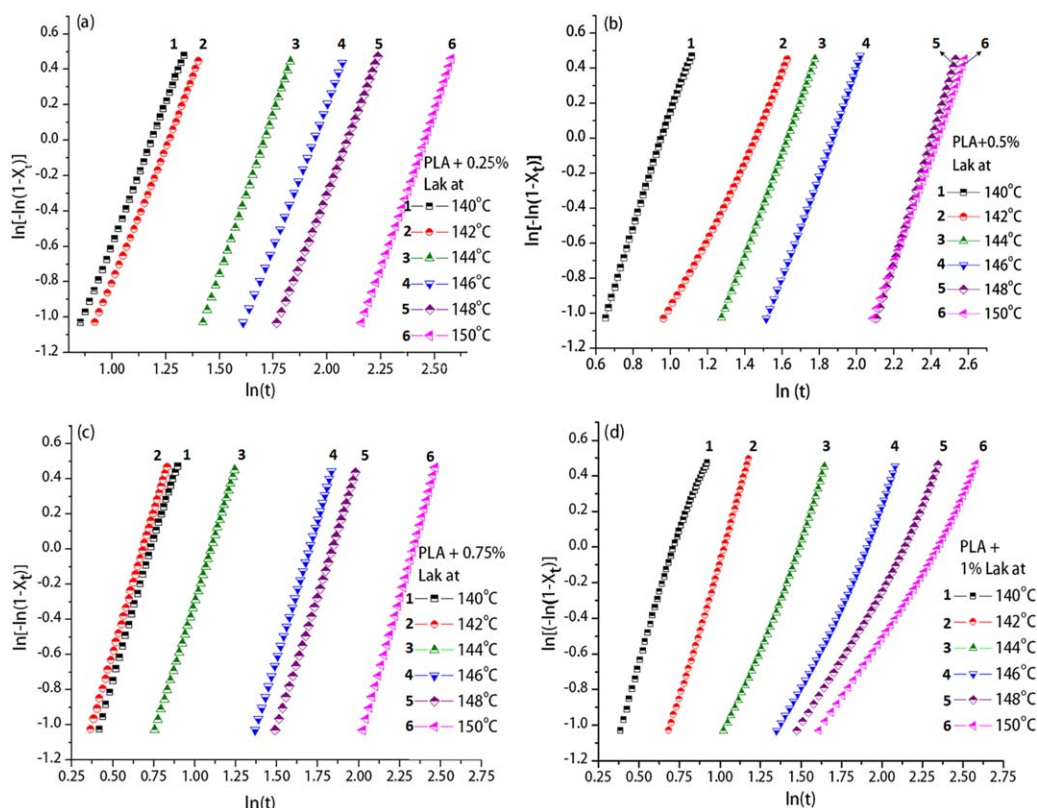 (a)
1 2 3 4 5 6
0.6
0.4
0.2
0.0
-0.2
-0.4
-0.6
-0.8
-1.0
-1.2
ln[-ln(1-Xt)]
PLA + 0.25%
Lak at
1 140°C
2 142°C
3 144°C
4 146°C
5 148°C
6 150°C
1.00 1.25 1.50 1.75 2.00 2.25 2.50
ln(t)
(b)
1 2 3 4 5 6
0.6
0.4
0.2
0.0
-0.2
-0.4
-0.6
-0.8
-1.0
-1.2
ln[-ln(1-Xt)]
PLA+0.5%
Lak at
1 140°C
2 142°C
3 144°C
4 146°C
5 148°C
6 150°C
0.6 0.8 1.0 1.2 1.4 1.6 1.8 2.0 2.2 2.4 2.6
ln (t)
(c)
2 1 3 4 5 6
0.6
0.4
0.2
0.0
-0.2
-0.4
-0.6
-0.8
-1.0
-1.2
ln[-ln(1-Xt)]
PLA + 0.75%
Lak at
1 140°C
2 142°C
3 144°C
4 146°C
5 148°C
6 150°C
0.25 0.50 0.75 1.00 1.25 1.50 1.75 2.00 2.25 2.50
ln(t)
(d)
1 2 3 4 5 6
0.6
0.4
0.2
0.0
-0.2
-0.4
-0.6
-0.8
-1.0
-1.2
ln[(-ln(1-Xt)]
PLA +
1% Lak at
1 140°C
2 142°C
3 144°C
4 146°C
5 148°C
6 150°C
0.25 0.50 0.75 1.00 1.25 1.50 1.75 2.00 2.25 2.50 2.75
ln(t)